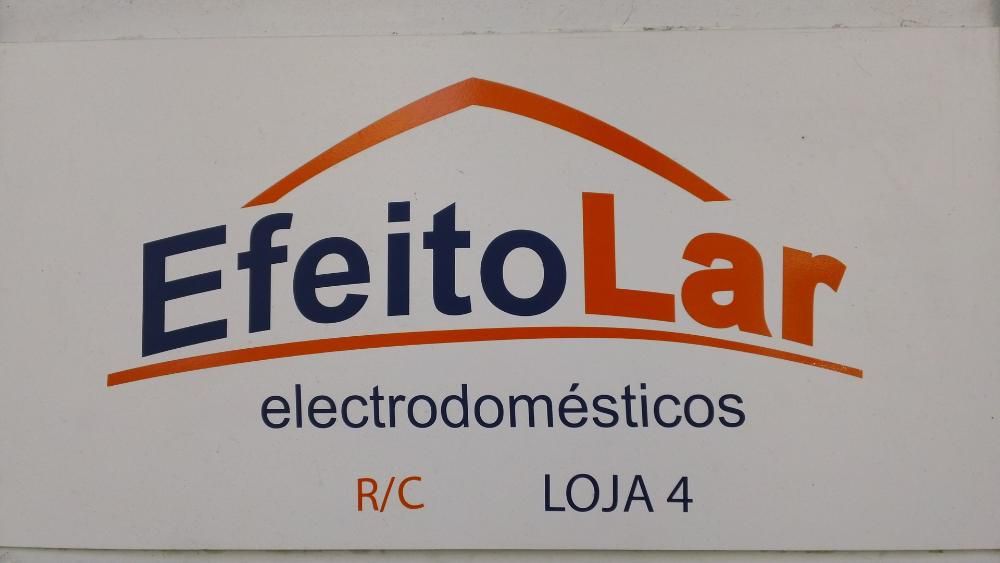 EfeitoLar
electrodomésticos
R/C LOJA 4